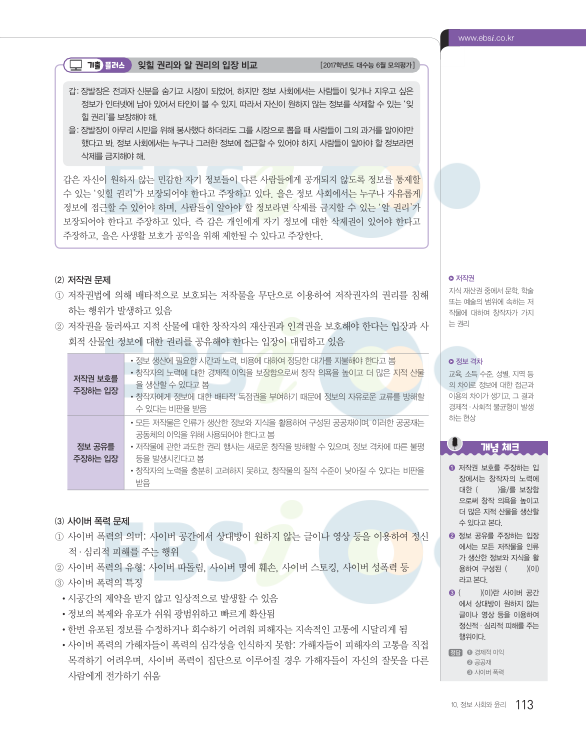 www.ebsi.co.kr
기출 플러스 잊힐 권리와 알 권리의 입장 비교 [2017학년도 대수능 6월 모의평가]
갑: 장발장은 전과자 신분을 숨기고 시장이 되었어. 하지만 정보 사회에서는 사람들이 잊거나 지우고 싶은
정보가 인터넷에 남아 있어서 타인이 볼 수 있지. 따라서 자신이 원하지 않는 정보를 삭제할 수 있는 '잊
힐 권리'를 보장해야 해.
을: 장발장이 아무리 시민을 위해 봉사했다 하더라도 그를 시장으로 뽑을 때 사람들이 그의 과거를 알아야만
했다고 봐. 정보 사회에서는 누구나 그러한 정보에 접근할 수 있어야 하지. 사람들이 알아야 할 정보라면
삭제를 금지해야 해.
갑은 자신이 원하지 않는 민감한 자기 정보들이 다른 사람들에게 공개되지 않도록 정보를 통제할
수 있는 '잊힐 권리'가 보장되어야 한다고 주장하고 있다. 을은 정보 사회에서는 누구나 자유롭게
정보에 접근할 수 있어야 하며, 사람들이 알아야 할 정보라면 삭제를 금지할 수 있는 '알 권리'가
보장되어야 한다고 주장하고 있다. 즉 갑은 개인에게 자기 정보에 대한 삭제권이 있어야 한다고
주장하고, 을은 사생활 보호가 공익을 위해 제한될 수 있다고 주장한다.
(2) 저작권 문제
① 저작권법에 의해 배타적으로 보호되는 저작물을 무단으로 이용하여 저작권자의 권리를 침해
하는 행위가 발생하고 있음
② 저작권을 둘러싸고 지적 산물에 대한 창작자의 재산권과 인격권을 보호해야 한다는 입장과 사
회적 산물인 정보에 대한 권리를 공유해야 한다는 입장이 대립하고 있음
저작권 보호를
주장하는 입장
• 정보 생산에 필요한 시간과 노력, 비용에 대하여 정당한 대가를 지불해야 한다고 봄
• 창작자의 노력에 대한 경제적 이익을 보장함으로써 창작 의욕을 높이고 더 많은 지적 산물
을 생산할 수 있다고 봄
• 창작자에게 정보에 대한 배타적 독점권을 부여하기 때문에 정보의 자유로운 교류를 방해할
수 있다는 비판을 받음
정보 공유를
주장하는 입장
• 모든 저작물은 인류가 생산한 정보와 지식을 활용하여 구성된 공공재이며, 이러한 공공재는
공동체의 이익을 위해 사용되어야 한다고 봄
• 저작물에 관한 과도한 권리 행사는 새로운 창작을 방해할 수 있으며, 정보 격차에 따른 불평
등을 발생시킨다고 봄
• 창작자의 노력을 충분히 고려하지 못하고, 창작물의 질적 수준이 낮아질 수 있다는 비판을
받음
(3) 사이버 폭력 문제
① 사이버 폭력의 의미: 사이버 공간에서 상대방이 원하지 않는 글이나 영상 등을 이용하여 정신
적·심리적 피해를 주는 행위
② 사이버 폭력의 유형: 사이버 따돌림, 사이버 명예 훼손, 사이버 스토킹, 사이버 성폭력 등
③ 사이버 폭력의 특징
• 시공간의 제약을 받지 않고 일상적으로 발생할 수 있음
• 정보의 복제와 유포가 쉬워 광범위하고 빠르게 확산됨
• 한번 유포된 정보를 수정하거나 회수하기 어려워 피해자는 지속적인 고통에 시달리게 됨
• 사이버 폭력의 가해자들이 폭력의 심각성을 인식하지 못함: 가해자들이 피해자의 고통을 직접
목격하기 어려우며, 사이버 폭력이 집단으로 이루어질 경우 가해자들이 자신의 잘못을 다른
사람에게 전가하기 쉬움
저작권
지식 재산권 중에서 문학, 학술
또는 예술의 범위에 속하는 저
작물에 대하여 창작자가 가지
는 권리
정보 격차
교육, 소득 수준, 성별, 지역 등
의 차이로 정보에 대한 접근과
이용의 차이가 생기고, 그 결과
경제적·사회적 불균형이 발생
하는 현상
개념 체크
❶ 저작권 보호를 주장하는 입
장에서는 창작자의 노력에
대한 ( )을/를 보장함
으로써 창작 의욕을 높이고
더 많은 지적 산물을 생산할
수 있다고 본다.
❷ 정보 공유를 주장하는 입장
에서는 모든 저작물을 인류
가 생산한 정보와 지식을 활
용하여 구성된 ( )(이)
라고 본다.
❸ ( )(이)란 사이버 공간
에서 상대방이 원하지 않는
글이나 영상 등을 이용하여
정신적·심리적 피해를 주는
행위이다.
정답 ❶ 경제적 이익
❷ 공공재
❸ 사이버 폭력
10. 정보 사회와 윤리 113
EBSi
EBSi
EBSi